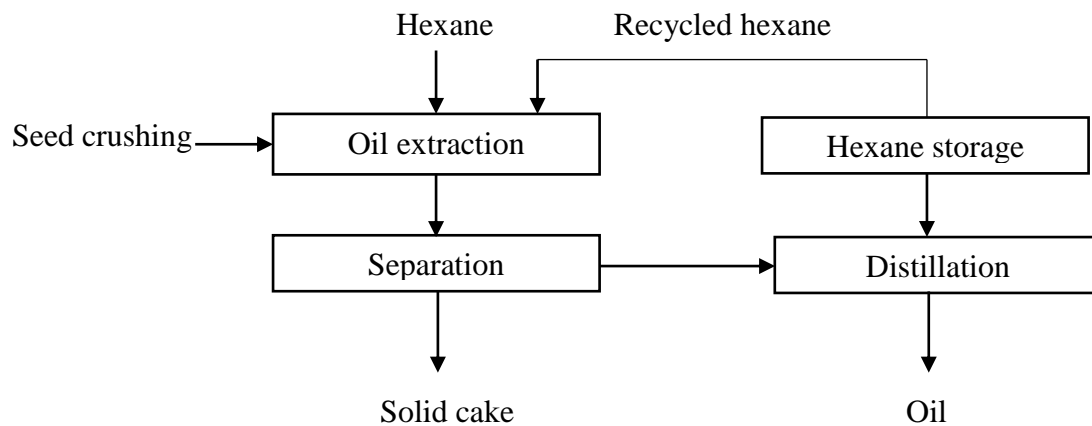 Hexane
Recycled hexane
Seed crushing
Oil extraction
Hexane storage
Separation
Distillation
Solid cake
Oil